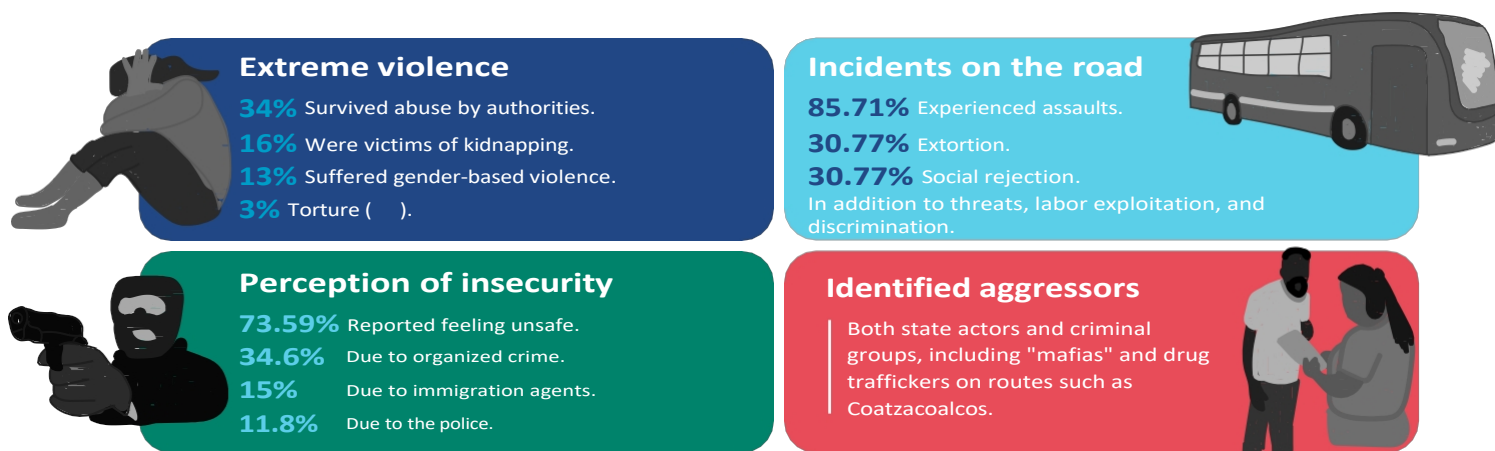 Extreme violence
34% Survived abuse by authorities.
16% Were victims of kidnapping.
13% Suffered gender-based violence.
3% Torture (    ).
Incidents on the road
85.71% Experienced assaults.
30.77% Extortion.
30.77% Social rejection.
In addition to threats, labor exploitation, and
discrimination.
Perception of insecurity
73.59% Reported feeling unsafe.
34.6% Due to organized crime.
15% Due to immigration agents.
11.8% Due to the police.
Identified aggressors
Both state actors and criminal
groups, including "mafias" and drug
traffickers on routes such as
Coatzacoalcos.